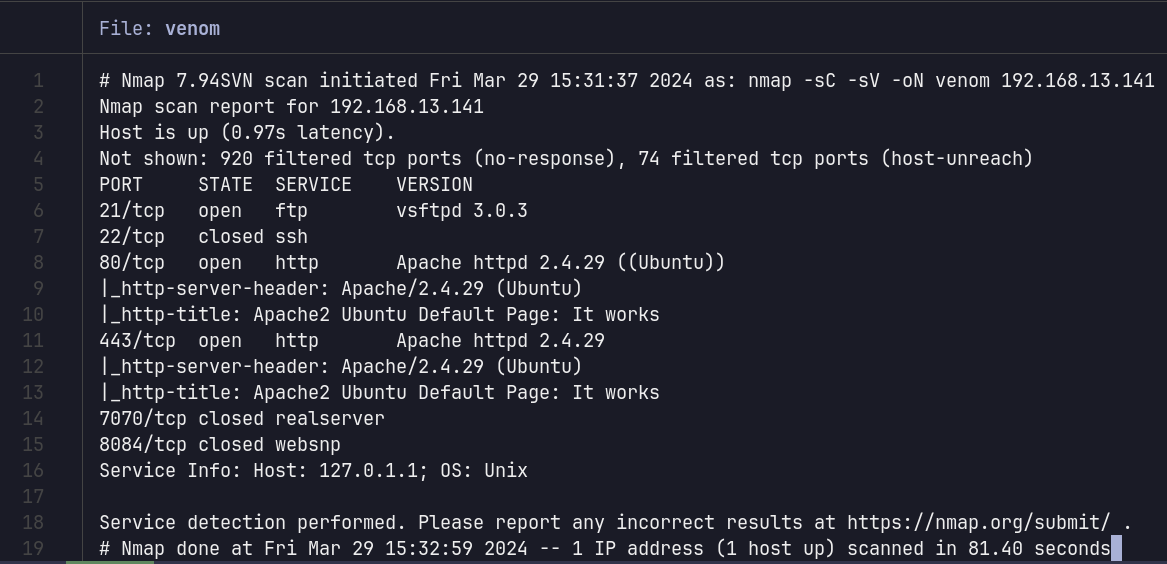 File: venom
1 # Nmap 7.94SVN scan initiated Fri Mar 29 15:31:37 2024 as: nmap -sC -sV -oN venom 192.168.13.141
2 Nmap scan report for 192.168.13.141
3 Host is up (0.97s latency).
4 Not shown: 920 filtered tcp ports (no-response), 74 filtered tcp ports (host-unreach)
5 PORT     STATE  SERVICE    VERSION
6 21/tcp   open   ftp        vsftpd 3.0.3
7 22/tcp   closed ssh
8 80/tcp   open   http       Apache httpd 2.4.29 ((Ubuntu))
9 |_http-server-header: Apache/2.4.29 (Ubuntu)
10 |_http-title: Apache2 Ubuntu Default Page: It works
11 443/tcp  open   http       Apache httpd 2.4.29
12 |_http-server-header: Apache/2.4.29 (Ubuntu)
13 |_http-title: Apache2 Ubuntu Default Page: It works
14 7070/tcp closed realserver
15 8084/tcp closed websnp
16 Service Info: Host: 127.0.1.1; OS: Unix
17
18 Service detection performed. Please report any incorrect results at https://nmap.org/submit/ .
19 # Nmap done at Fri Mar 29 15:32:59 2024 -- 1 IP address (1 host up) scanned in 81.40 seconds